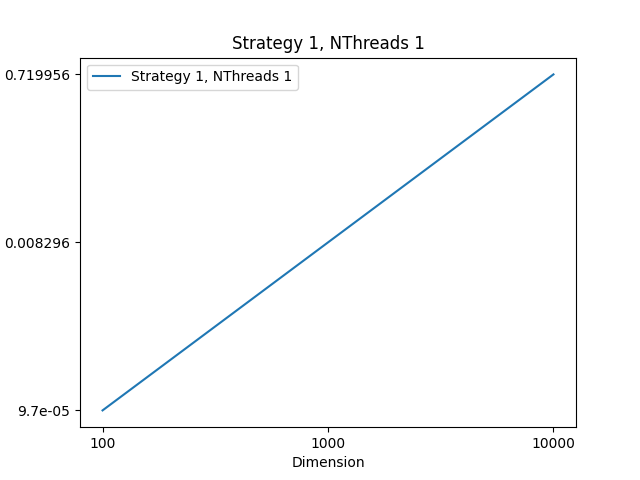 Strategy 1, NThreads 1
0.719956
Strategy 1, NThreads 1
0.008296
9.7e-05
100
1000
10000
Dimension